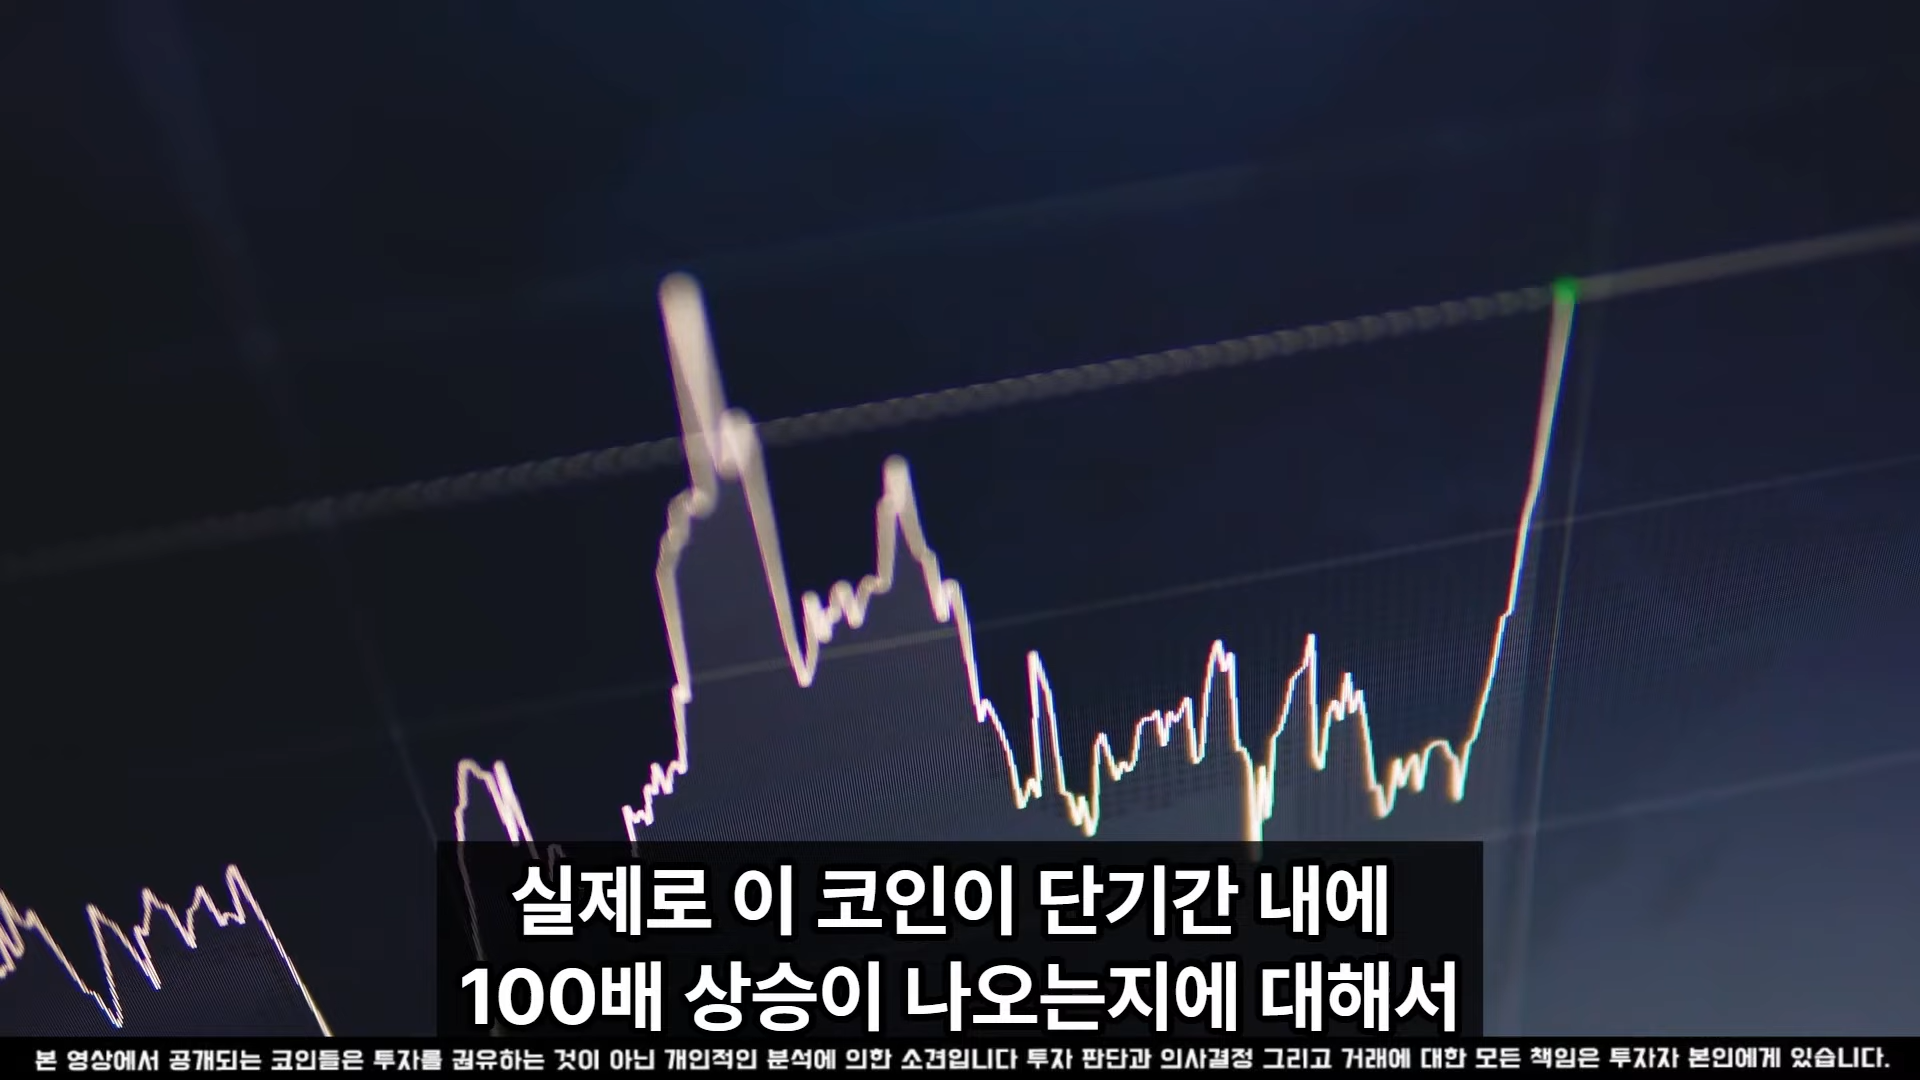 실제로 이 코인이 단기간 내에
100배 상승이 나오는지에 대해서
본 영상에서 공개되는 코인들은 투자를 권유하는 것이 아닌 개인적인 분석에 의한 소견입니다 투자 판단과 의사결정 그리고 거래에 대한 모든 책임은 투자자 본인에게 있습니다.